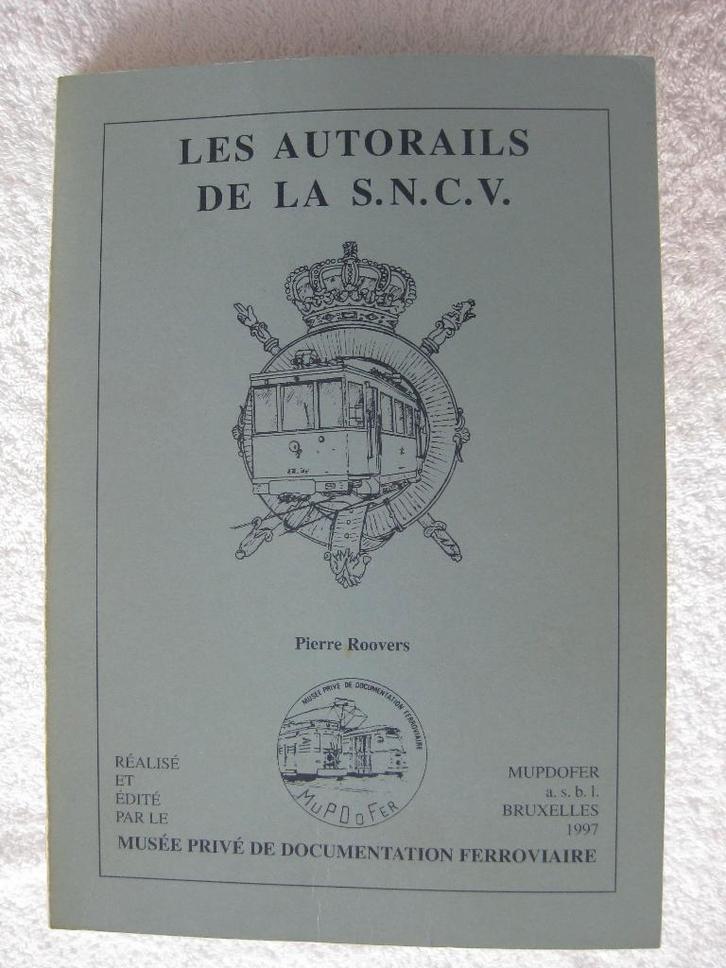 LES AUTORAILS
DE LA S.N.C.V.
Pierre Roovers
MUSÉE PRIVÉ DE DOCUMENTATION FERROVIAIRE
MUPDOFER
RÉALISÉ
ET
ÉDITÉ
PAR LE
MUPDOFER
a. s. b. l.
BRUXELLES
1997
MUSÉE PRIVÉ DE DOCUMENTATION FERROVIAIRE